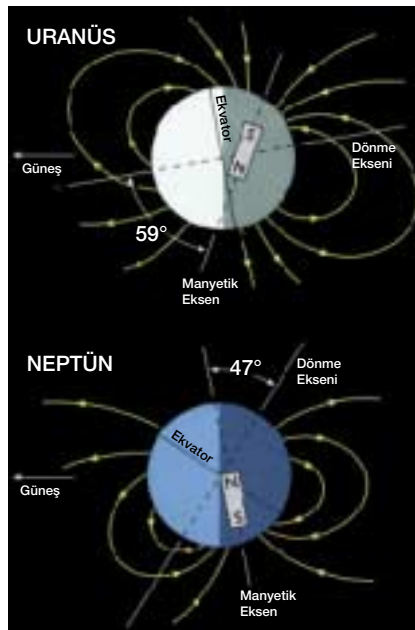 URANÜS
Ekvator
S
N
Dönme
Ekseni
Güneş
59°
Manyetik
Eksen
NEPTÜN
47°
Dönme
Ekseni
Ekvator
N
S
Güneş
Manyetik
Eksen